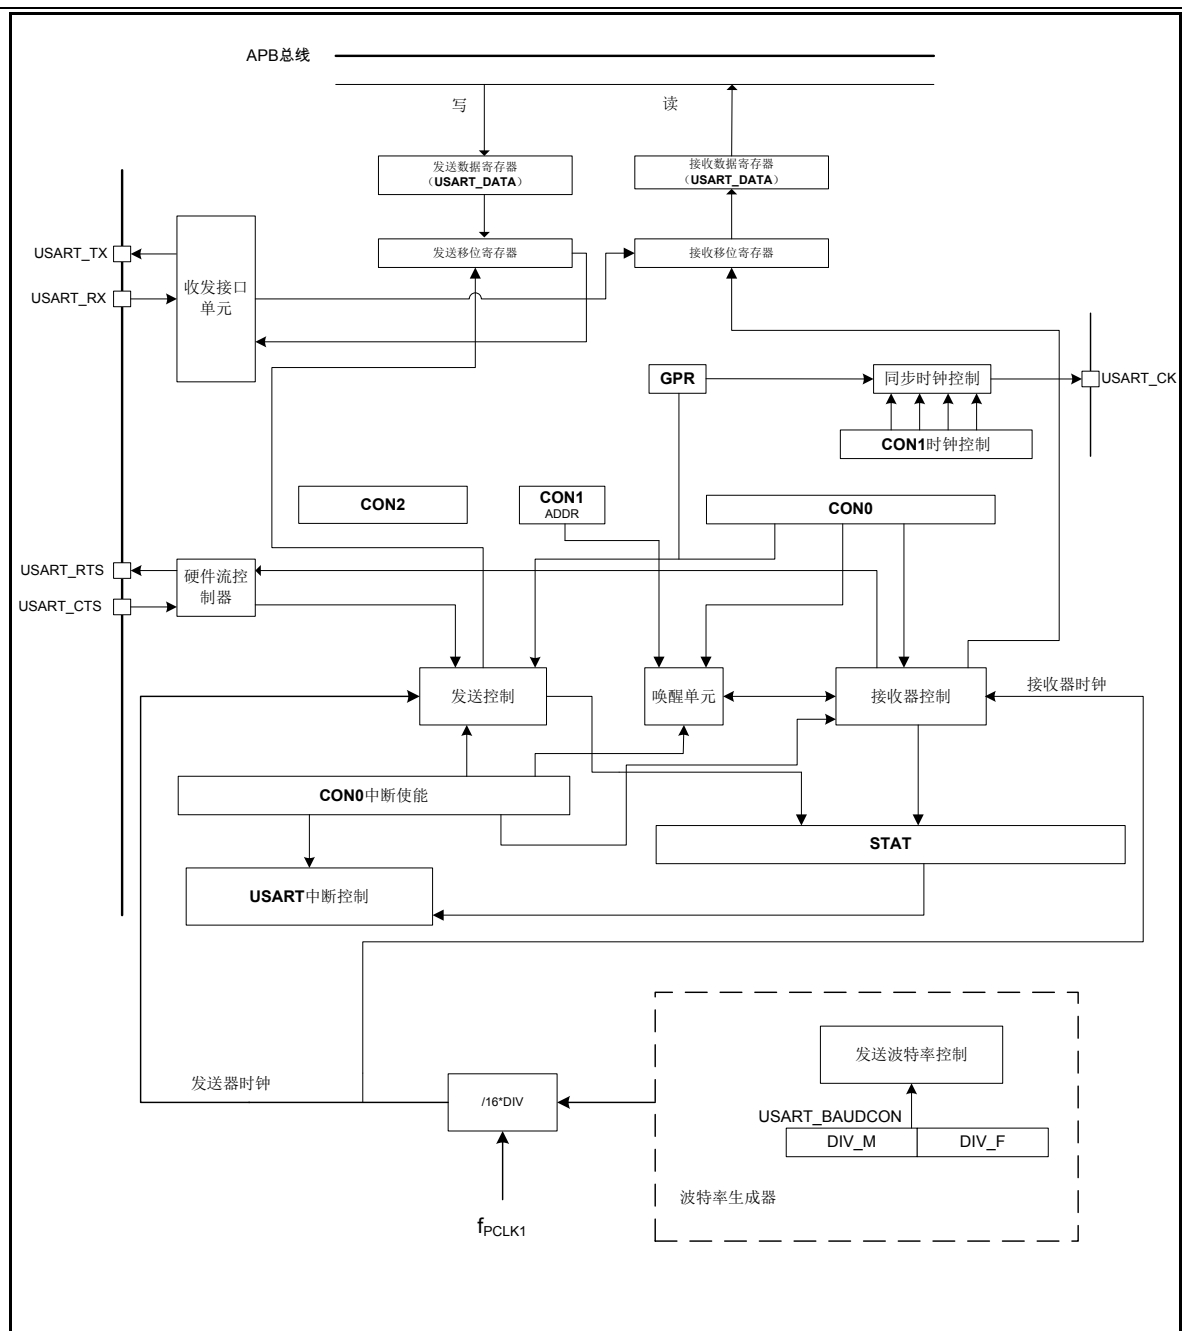 APB总线
写
读
发送数据寄存器
（USART_DATA）
接收数据寄存器
（USART_DATA）
USART_TX
发送移位寄存器
接收移位寄存器
USART_RX
收发接口
单元
GPR
同步时钟控制
USART_CK
CON1时钟控制
CON2
CON1
ADDR
CON0
USART_RTS
硬件流控
制器
USART_CTS
发送控制
唤醒单元
接收器控制
接收器时钟
CON0中断使能
STAT
USART中断控制
发送波特率控制
发送器时钟
/16*DIV
USART_BAUDCON
DIV_M
DIV_F
波特率生成器
fPCLK1